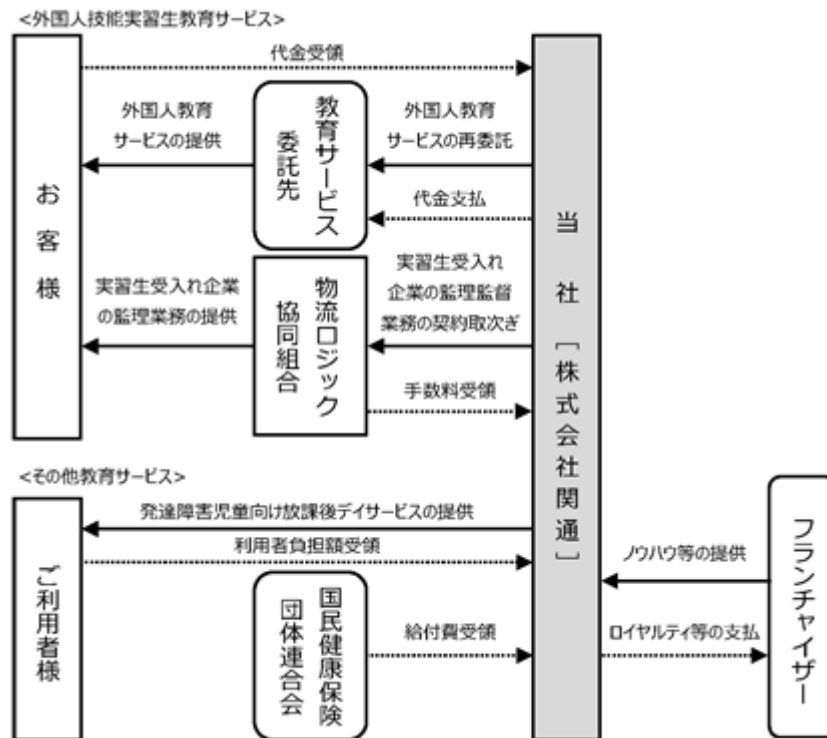 <外国人技能実習生教育サービス>
代金受領
お客様
外国人教育
サービスの提供
教育サービス
委託先
外国人教育
サービスの再委託
代金支払
実習生受入れ企業
の監理業務の提供
物流ロジック
協同組合
実習生受入れ
企業の監理監督
業務の契約取次ぎ
手数料受領
当社[株式会社関通]
<その他教育サービス>
ご利用者様
発達障害児童向け放課後デイサービスの提供
利用者負担額受領
国民健康保険
団体連合会
給付費受領
ノウハウ等の提供
ロイヤルティ等の支払
フランチャイザー